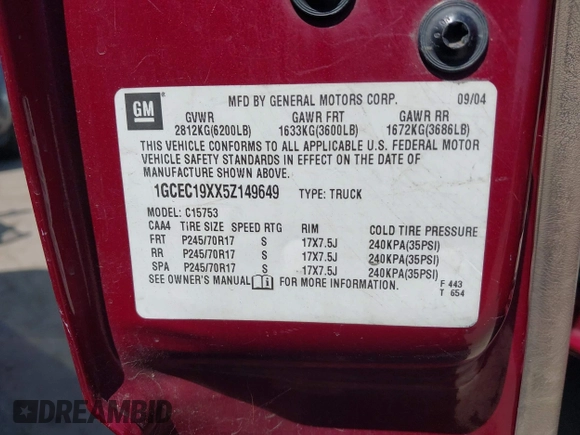 GM
MFD BY GENERAL MOTORS CORP. 09/04
GVWR GAWR FRT GAWR RR
2812KG(6200LB) 1633KG(3600LB) 1672KG(3686LB)
THIS VEHICLE CONFORMS TO ALL APPLICABLE U.S. FEDERAL MOTOR
VEHICLE SAFETY STANDARDS IN EFFECT ON THE DATE OF
MANUFACTURE SHOWN ABOVE.
1GCEC19XX5Z149649 TYPE: TRUCK
MODEL: C15753
CAA4 TIRE SIZE SPEED RTG RIM COLD TIRE PRESSURE
FRT P245/70R17 S 17X7.5J 240KPA(35PSI)
RR P245/70R17 S 17X7.5J 240KPA(35PSI)
SPA P245/70R17 S 17X7.5J 240KPA(35PSI)
SEE OWNER'S MANUAL FOR MORE INFORMATION.
F 443
T 654
DREAMBID